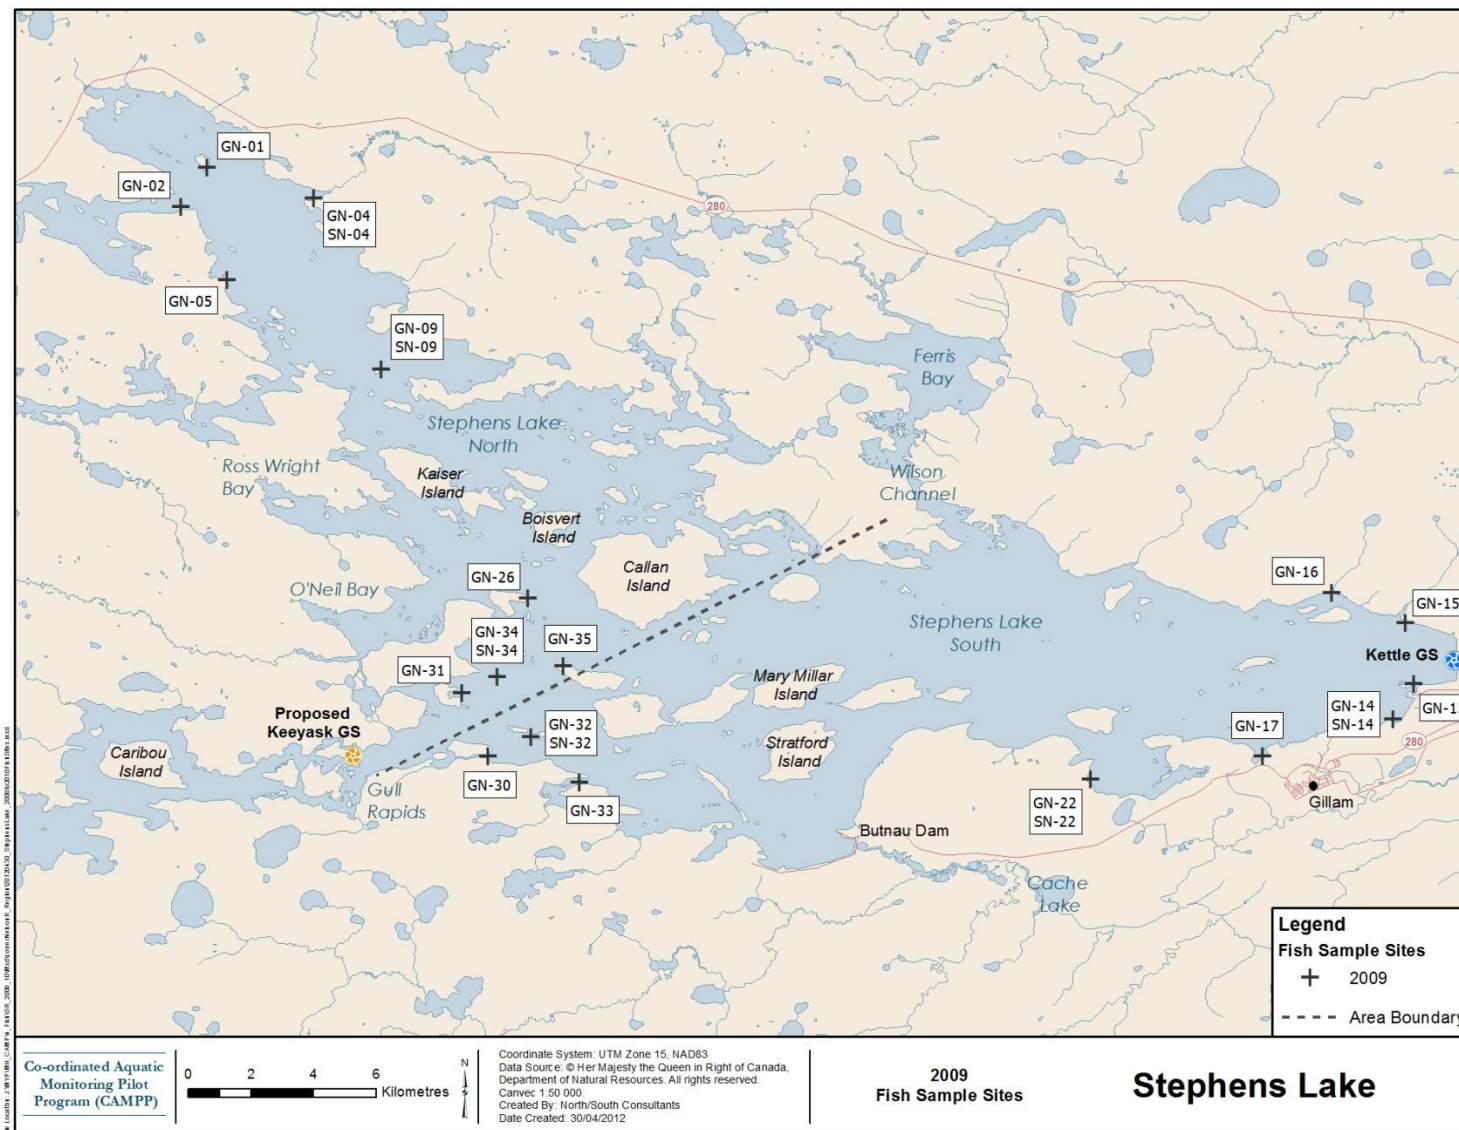 GN-01
GN-02
GN-04
SN-04
280
GN-05
GN-09
SN-09
Ferris
Bay
Stephens Lake
North
Ross Wright
Bay
Kaiser
Island
Wilson
Channel
Boisvert
Island
Callan
Island
GN-26
O'Neil Bay
GN-16
GN-15
Stephens Lake
South
GN-34
SN-34
GN-35
Kettle GS
GN-31
Mary Millar
Island
Proposed
Keeyask GS
GN-32
SN-32
GN-14
SN-14
GN-17
280
Caribou
Island
Stratford
Island
Gull
Rapids
GN-30
GN-33
GN-22
SN-22
Gillam
Butnau Dam
Cache
Lake
Legend
Fish Sample Sites
2009
Area Boundary
Co-ordinated Aquatic
Monitoring Pilot
Program (CAMPP)
0 2 4 6
Kilometres
N
Coordinate System: UTM Zone 15, NAD83
Data Source: © Her Majesty the Queen in Right of Canada,
Department of Natural Resources. All rights reserved.
Canvec 1:50 000.
Created By: North/South Consultants
Date Created: 30/04/2012
2009
Fish Sample Sites
Stephens Lake